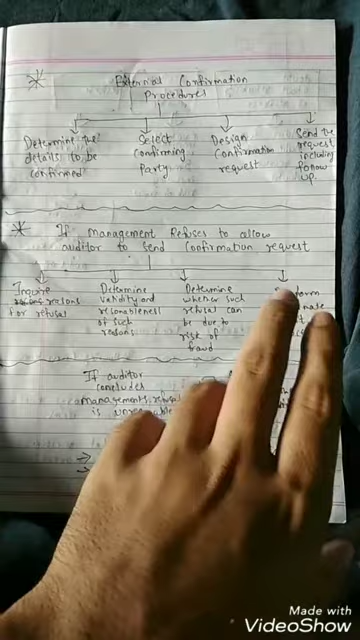 External Confirmation
Procedures
Determine the
details to be
confirmed
Select
confirming
party
Design
Confirmation
request
Send the
request
including
follow
up.
If management Refuses to allow
auditor to send confirmation request
Inquire
reasons
for refusal
Determine
validity and
resonableness
of such
reasons
Determine
whether such
refusal can
be due to
risk of
fraud
If auditor
concludes
management refusal
is
Made with
VideoShow